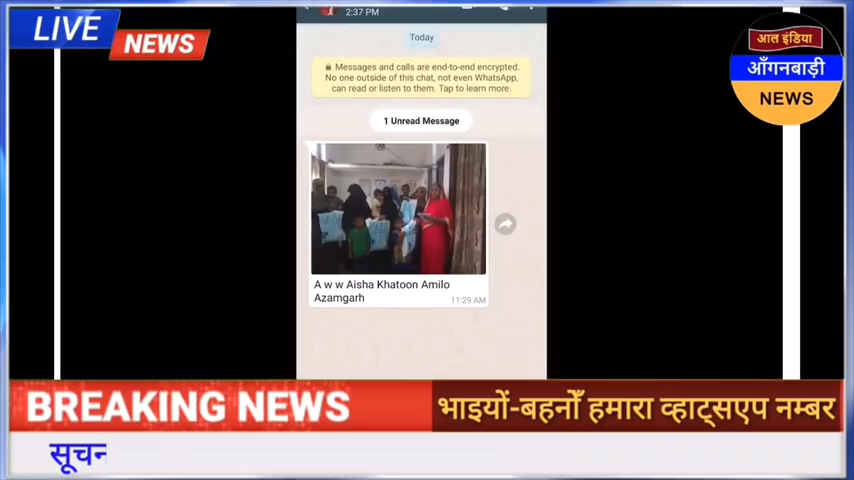 LIVE
NEWS
2:37 PM
Today
Messages and calls are end-to-end encrypted.
No one outside of this chat, not even WhatsApp,
can read or listen to them. Tap to learn more.
1 Unread Message
A w w Aisha Khatoon Amilo
Azamgarh
11:29 AM
आल इंडिया
आँगनबाड़ी
NEWS
BREAKING NEWS
भाइयों-बहनोँ हमारा व्हाट्सएप नम्बर
सूचन